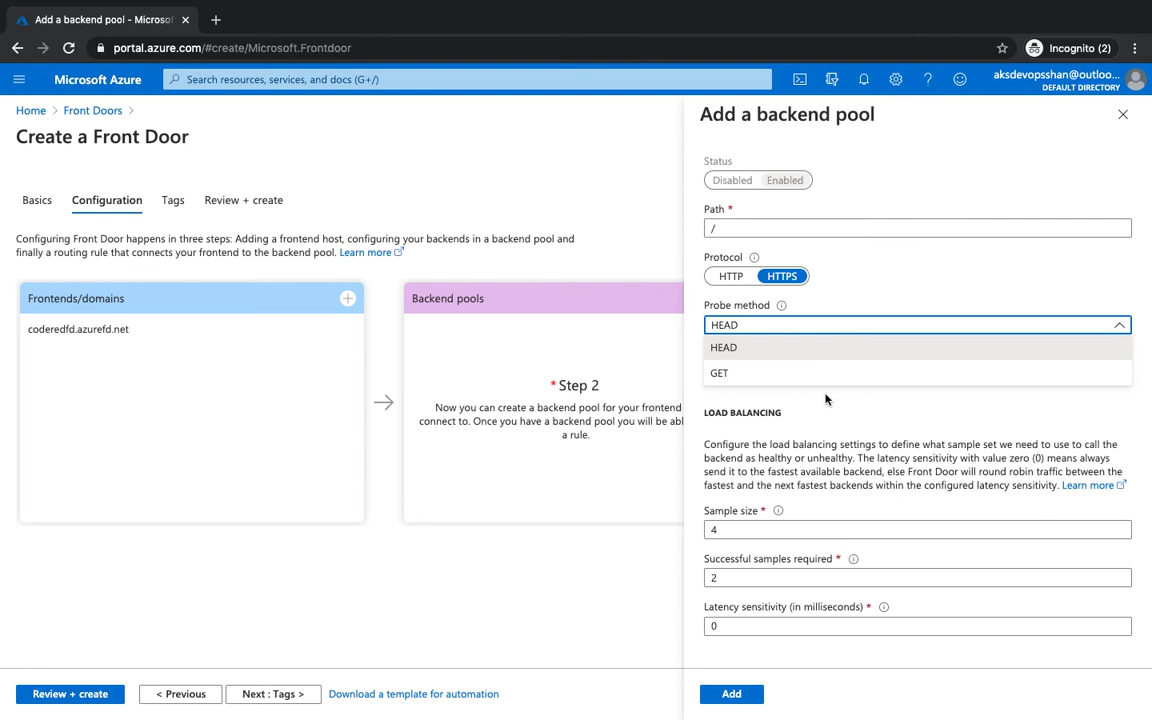 Add a backend pool - Microsof
portal.azure.com/#create/Microsoft.Frontdoor
Incognito (2)
Microsoft Azure
Search resources, services, and docs (G+/)
aksdevopsshan@outloo...
DEFAULT DIRECTORY
Home > Front Doors >
Create a Front Door
Basics Configuration Tags Review + create
Configuring Front Door happens in three steps: Adding a frontend host, configuring your backends in a backend pool and
finally a routing rule that connects your frontend to the backend pool. Learn more
Frontends/domains
coderedfd.azurefd.net
Backend pools
* Step 2
Now you can create a backend pool for your frontend
connect to. Once you have a backend pool you will be abl
a rule.
Review + create
< Previous
Next : Tags >
Download a template for automation
Add a backend pool
Status
Disabled Enabled
Path *
/
Protocol
HTTP HTTPS
Probe method
HEAD
HEAD
GET
LOAD BALANCING
Configure the load balancing settings to define what sample set we need to use to call the
backend as healthy or unhealthy. The latency sensitivity with value zero (0) means always
send it to the fastest available backend, else Front Door will round robin traffic between the
fastest and the next fastest backends within the configured latency sensitivity. Learn more
Sample size *
4
Successful samples required *
2
Latency sensitivity (in milliseconds) *
0
Add